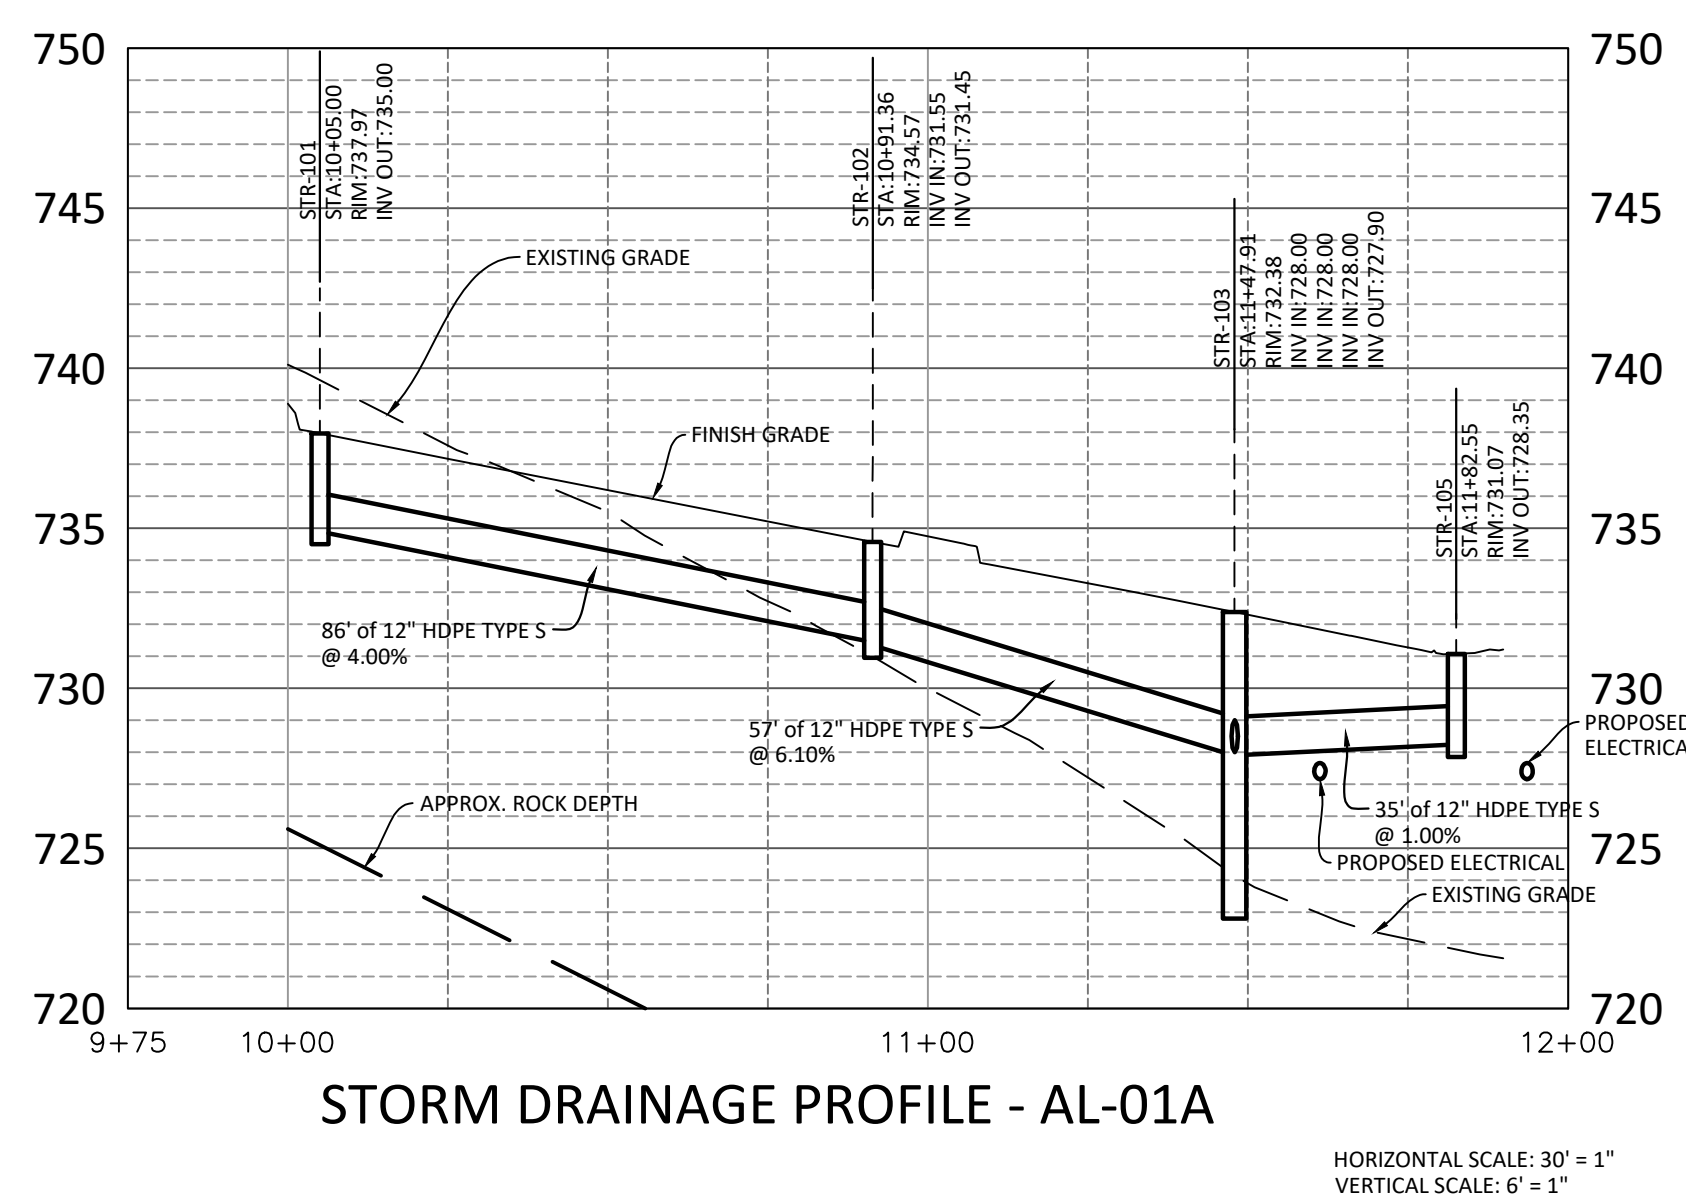 750
745
740
735
730
725
720
750
745
740
735
730
725
720
9+75
10+00
11+00
12+00
STR-101
STA:10+05.00
RIM:737.97
INV OUT:735.00
STR-102
STA:10+91.36
RIM:734.57
INV IN:731.55
INV OUT:731.45
STR-103
STA:11+47.91
RIM:732.38
INV IN:728.00
INV IN:728.00
INV IN:728.00
INV OUT:727.90
STR-105
STA:11+82.55
RIM:731.07
INV OUT:728.35
EXISTING GRADE
FINISH GRADE
86' of 12" HDPE TYPE S
@ 4.00%
57' of 12" HDPE TYPE S
@ 6.10%
PROPOSED
ELECTRICA
APPROX. ROCK DEPTH
35' of 12" HDPE TYPE S
@ 1.00%
PROPOSED ELECTRICAL
EXISTING GRADE
STORM DRAINAGE PROFILE - AL-01A
HORIZONTAL SCALE: 30' = 1"
VERTICAL SCALE: 6' = 1"